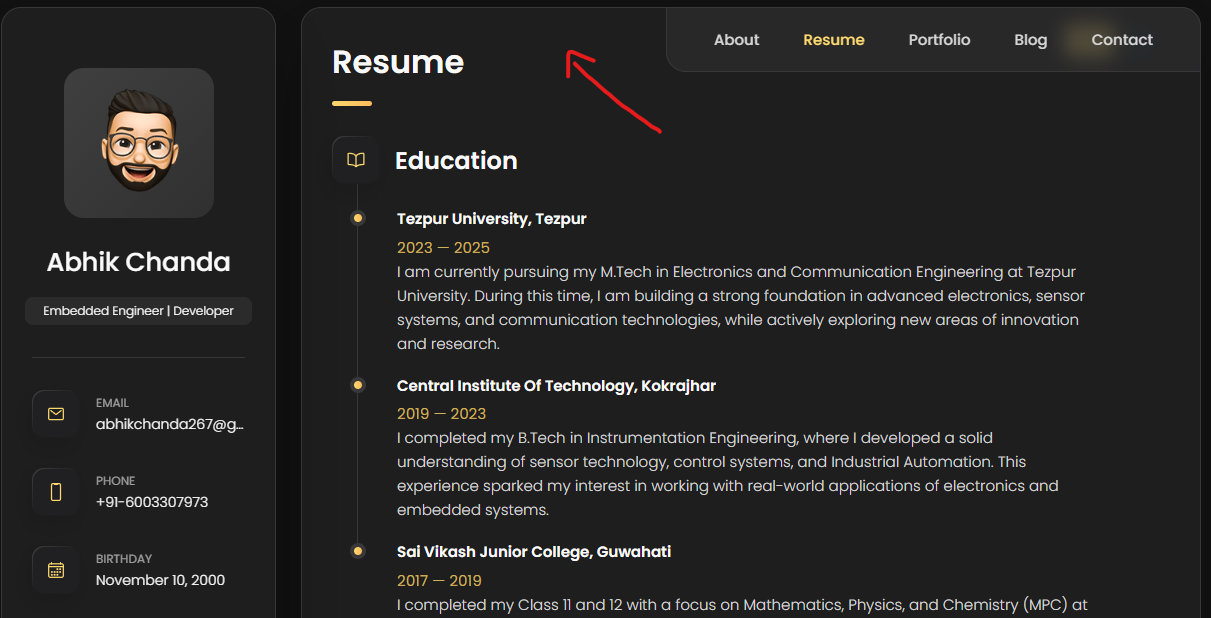 Abhik Chanda
Embedded Engineer | Developer
EMAIL
abhikchanda267@g...
PHONE
+91-6003307973
BIRTHDAY
November 10, 2000
About Resume Portfolio Blog Contact
Resume
Education
Tezpur University, Tezpur
2023 — 2025
I am currently pursuing my M.Tech in Electronics and Communication Engineering at Tezpur
University. During this time, I am building a strong foundation in advanced electronics, sensor
systems, and communication technologies, while actively exploring new areas of innovation
and research.
Central Institute Of Technology, Kokrajhar
2019 — 2023
I completed my B.Tech in Instrumentation Engineering, where I developed a solid
understanding of sensor technology, control systems, and Industrial Automation. This
experience sparked my interest in working with real-world applications of electronics and
embedded systems.
Sai Vikash Junior College, Guwahati
2017 — 2019
I completed my Class 11 and 12 with a focus on Mathematics, Physics, and Chemistry (MPC) at